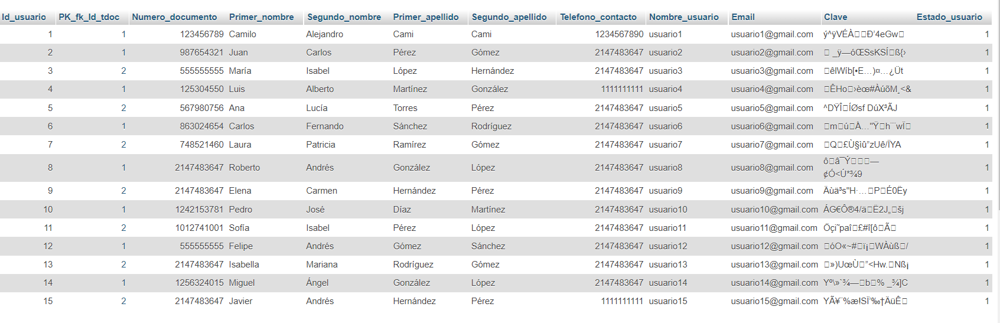 Id_usuario PK_fk_Id_tdoc Numero_documento Primer_nombre Segundo_nombre Primer_apellido Segundo_apellido Telefono_contacto Nombre_usuario Email Clave Estado_usuario
1 1 123456789 Camilo Alejandro Cami Cami 1234567890 usuario1 usuario1@gmail.com ý^ÿVÉÀ□□Ð’4eGw□ 1
2 1 987654321 Juan Carlos Pérez Gómez 2147483647 usuario2 usuario2@gmail.com □ _ÿ—óŒSsKSÍ□ß{› 1
3 2 555555555 María Isabel López Hernández 2147483647 usuario3 usuario3@gmail.com □êlWíb[•E…)¤…¿Üt 1
4 1 125304550 Luis Alberto Martínez González 1111111111 usuario4 usuario4@gmail.com □ÊHo□›èœ#ÀúõM¸<& 1
5 2 567980756 Ana Lucía Torres Pérez 2147483647 usuario5 usuario5@gmail.com ^DŸÎ□ÍØsf DúX³ÃJ 1
6 1 863024654 Carlos Fernando Sánchez Rodríguez 2147483647 usuario6 usuario6@gmail.com □m□ú□Â…"Ÿ□h¨¨wÏ□ 1
7 2 748521460 Laura Patricia Ramírez Gómez 2147483647 usuario7 usuario7@gmail.com □Q□£Ù§ìû”zUê/ÏYA 1
8 1 2147483647 Roberto Andrés González López 2147483647 usuario8 usuario8@gmail.com ô□â¯Ý□□□— 1
¢Ó<Ú*¾9
9 2 2147483647 Elena Carmen Hernández Pérez 2147483647 usuario9 usuario9@gmail.com Äùä³s"H·…□P□É0Ëy 1
10 1 1242153781 Pedro José Díaz Martínez 2147483647 usuario10 usuario10@gmail.com ÁG€Ô®4/ä□Ë2J„□šj 1
11 2 1012741001 Sofía Isabel Pérez López 2147483647 usuario11 usuario11@gmail.com Öçi˜paî□£#î[ô□Ã□ 1
12 1 555555555 Felipe Andrés Gómez Sánchez 2147483647 usuario12 usuario12@gmail.com □óO«~#□ï¡□WÀùß□/ 1
13 2 2147483647 Isabella Mariana Rodríguez Gómez 2147483647 usuario13 usuario13@gmail.com □»)UœÙ□”<Hw.□Nß¡ 1
14 1 1256324015 Miguel Ángel González López 2147483647 usuario14 usuario14@gmail.com Yº\»`¾—□b□% _¾]C 1
15 2 2147483647 Javier Andrés Hernández Pérez 1111111111 usuario15 usuario15@gmail.com YÃ¥¨%æ!SÏ’‰†ÄüÊ□ 1